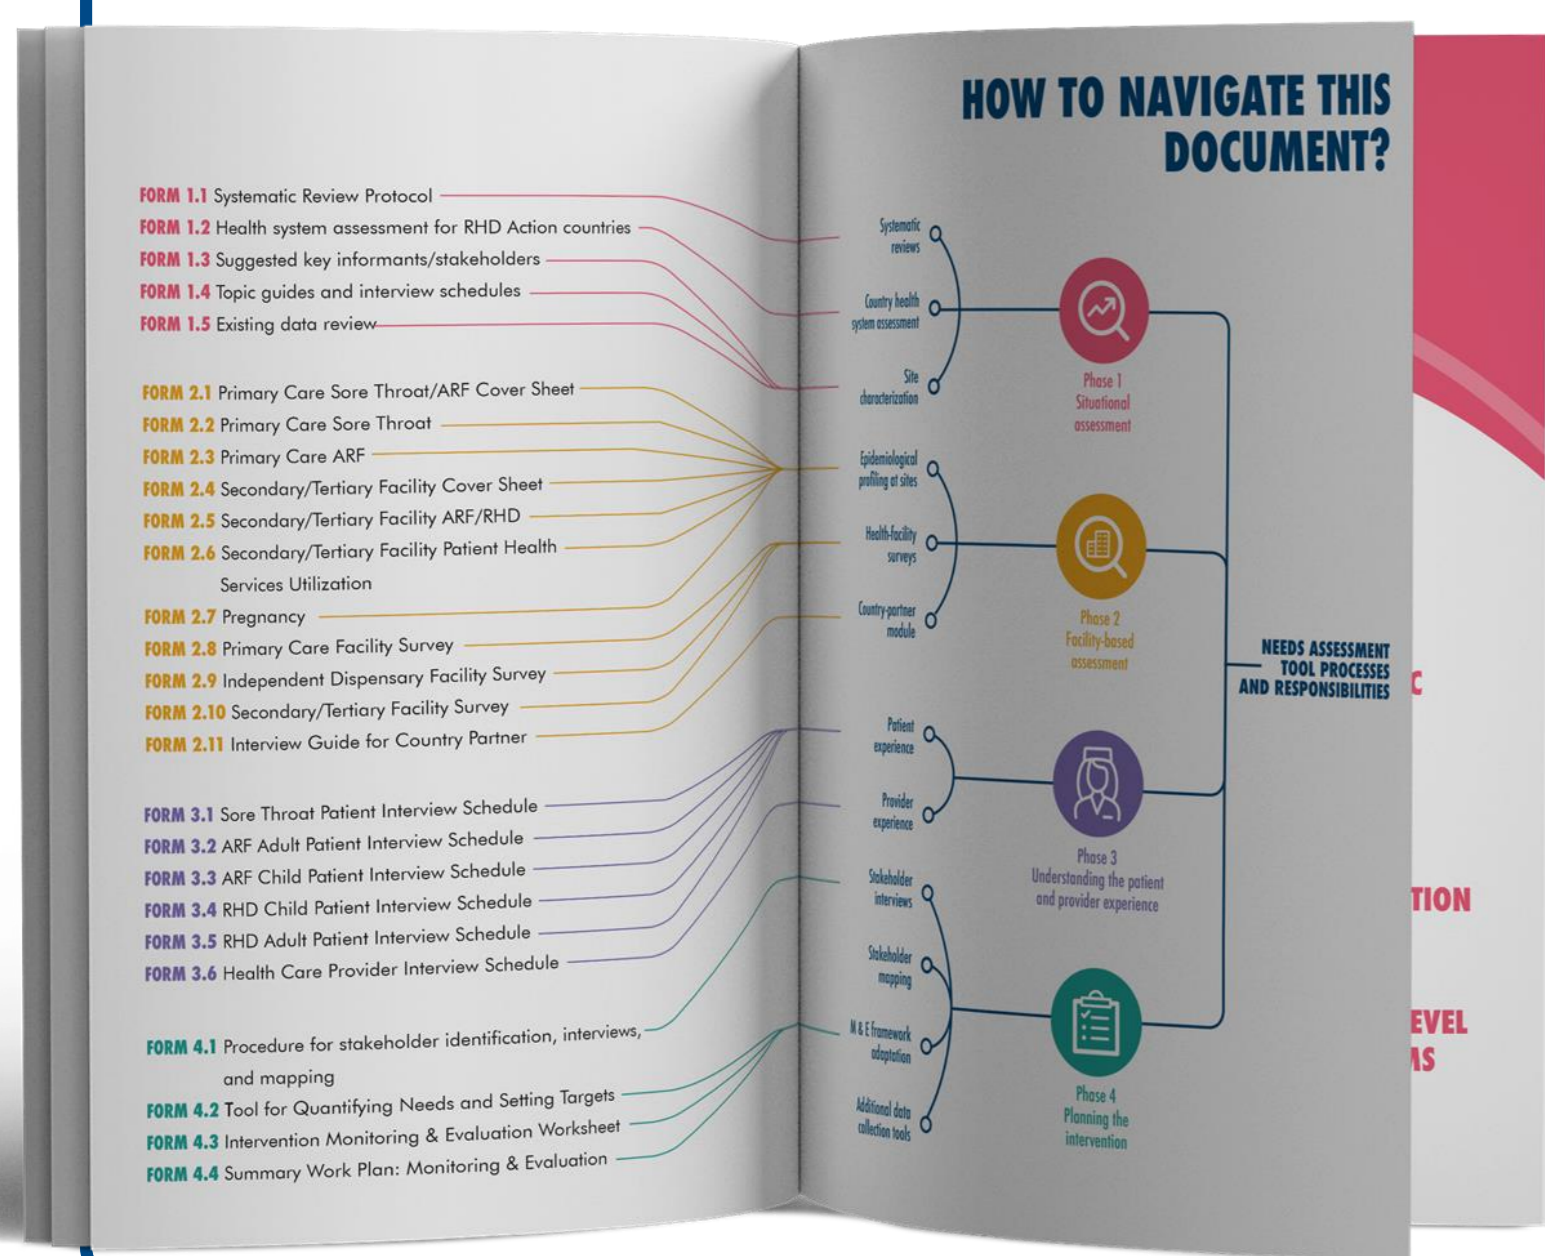 FORM 1.1 Systematic Review Protocol
FORM 1.2 Health system assessment for RHD Action countries
FORM 1.3 Suggested key informants/stakeholders
FORM 1.4 Topic guides and interview schedules
FORM 1.5 Existing data review
FORM 2.1 Primary Care Sore Throat/ARF Cover Sheet
FORM 2.2 Primary Care Sore Throat
FORM 2.3 Primary Care ARF
FORM 2.4 Secondary/Tertiary Facility Cover Sheet
FORM 2.5 Secondary/Tertiary Facility ARF/RHD
FORM 2.6 Secondary/Tertiary Facility Patient Health
Services Utilization
FORM 2.7 Pregnancy
FORM 2.8 Primary Care Facility Survey
FORM 2.9 Independent Dispensary Facility Survey
FORM 2.10 Secondary/Tertiary Facility Survey
FORM 2.11 Interview Guide for Country Partner
FORM 3.1 Sore Throat Patient Interview Schedule
FORM 3.2 ARF Adult Patient Interview Schedule
FORM 3.3 ARF Child Patient Interview Schedule
FORM 3.4 RHD Child Patient Interview Schedule
FORM 3.5 RHD Adult Patient Interview Schedule
FORM 3.6 Health Care Provider Interview Schedule
FORM 4.1 Procedure for stakeholder identification, interviews,
and mapping
FORM 4.2 Tool for Quantifying Needs and Setting Targets
FORM 4.3 Intervention Monitoring & Evaluation Worksheet
FORM 4.4 Summary Work Plan: Monitoring & Evaluation
HOW TO NAVIGATE THIS
DOCUMENT?
Systematic
reviews
Country health
system assessment
Site
characterization
Phase 1
Situational
assessment
Epidemiological
profiling at sites
Health-facility
surveys
Country-partner
module
Phase 2
Facility-based
assessment
NEEDS ASSESSMENT
TOOL PROCESSES
AND RESPONSIBILITIES
Patient
experience
Provider
experience
Phase 3
Understanding the patient
and provider experience
Stakeholder
interviews
Stakeholder
mapping
M & E framework
adaptation
Additional data
collection tools
Phase 4
Planning the
intervention
C
TION
EVEL
MS